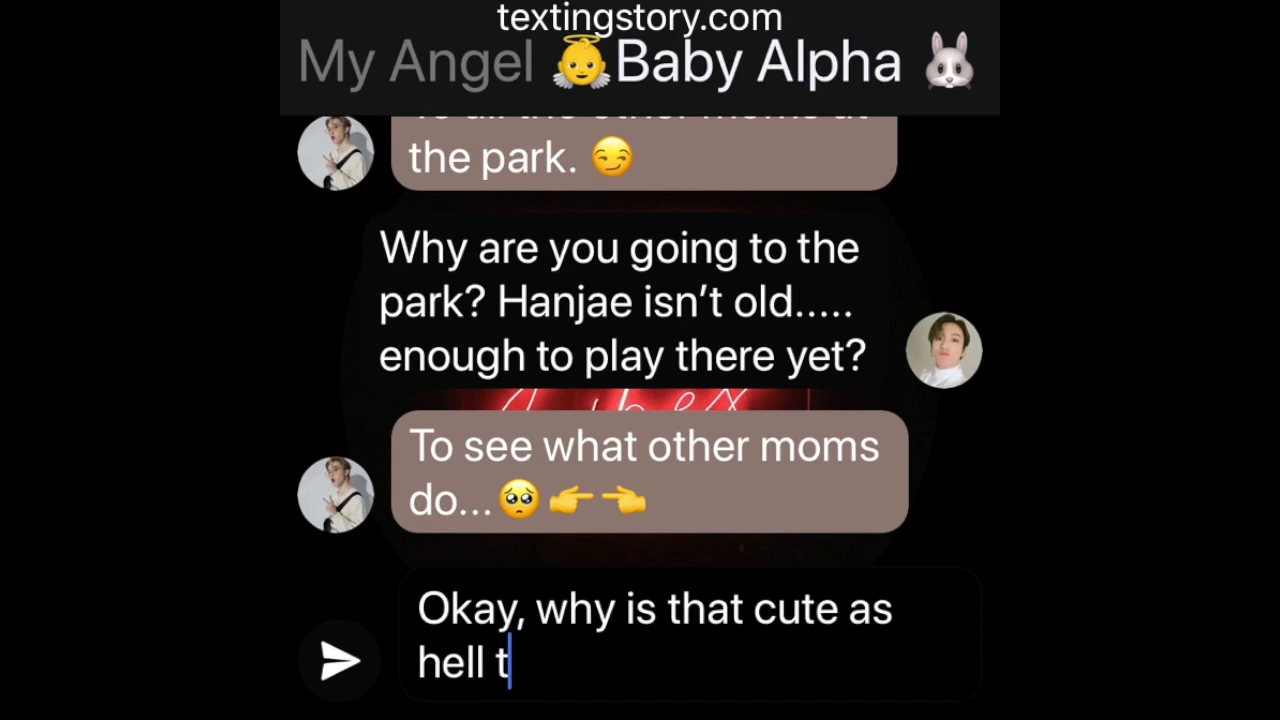 textingstory.com
My Angel 👼Baby Alpha 🐰
the park. 😏
Why are you going to the
park? Hanjae isn’t old.....
enough to play there yet?
To see what other moms
do...🥺👉👈
Okay, why is that cute as
hell t